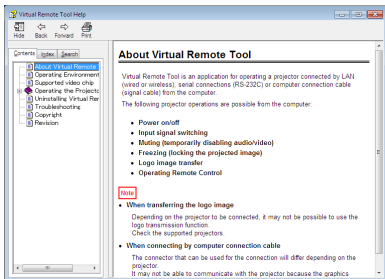 Virtual Remote Tool Help
Hide Back Forward Print
Contents Index Search
About Virtual Remote
Operating Environment
Supported video chip
Operating the Projecto
Uninstalling Virtual Rer
Troubleshooting
Copyright
Revision
About Virtual Remote Tool
Virtual Remote Tool is an application for operating a projector connected by LAN
(wired or wireless), serial connections (RS-232C) or computer connection cable
(signal cable) from the computer.
The following projector operations are possible from the computer.
• Power on/off
• Input signal switching
• Muting (temporarily disabling audio/video)
• Freezing (locking the projected image)
• Logo image transfer
• Operating Remote Control
Note
• When transferring the logo image
Depending on the projector to be connected, it may not be possible to use the
logo transmission function.
Check the supported projectors.
• When connecting by computer connection cable
The connector that can be used for the connection will differ depending on the
projector.
It may not be able to communicate with the projector because the graphics